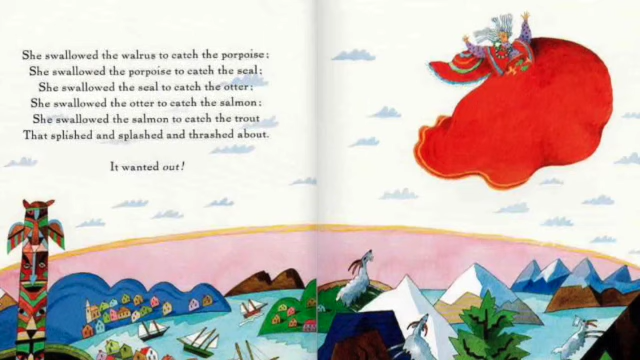 She swallowed the walrus to catch the porpoise;
She swallowed the porpoise to catch the seal;
She swallowed the seal to catch the otter;
She swallowed the otter to catch the salmon;
She swallowed the salmon to catch the trout
That splished and splashed and thrashed about.
It wanted out!